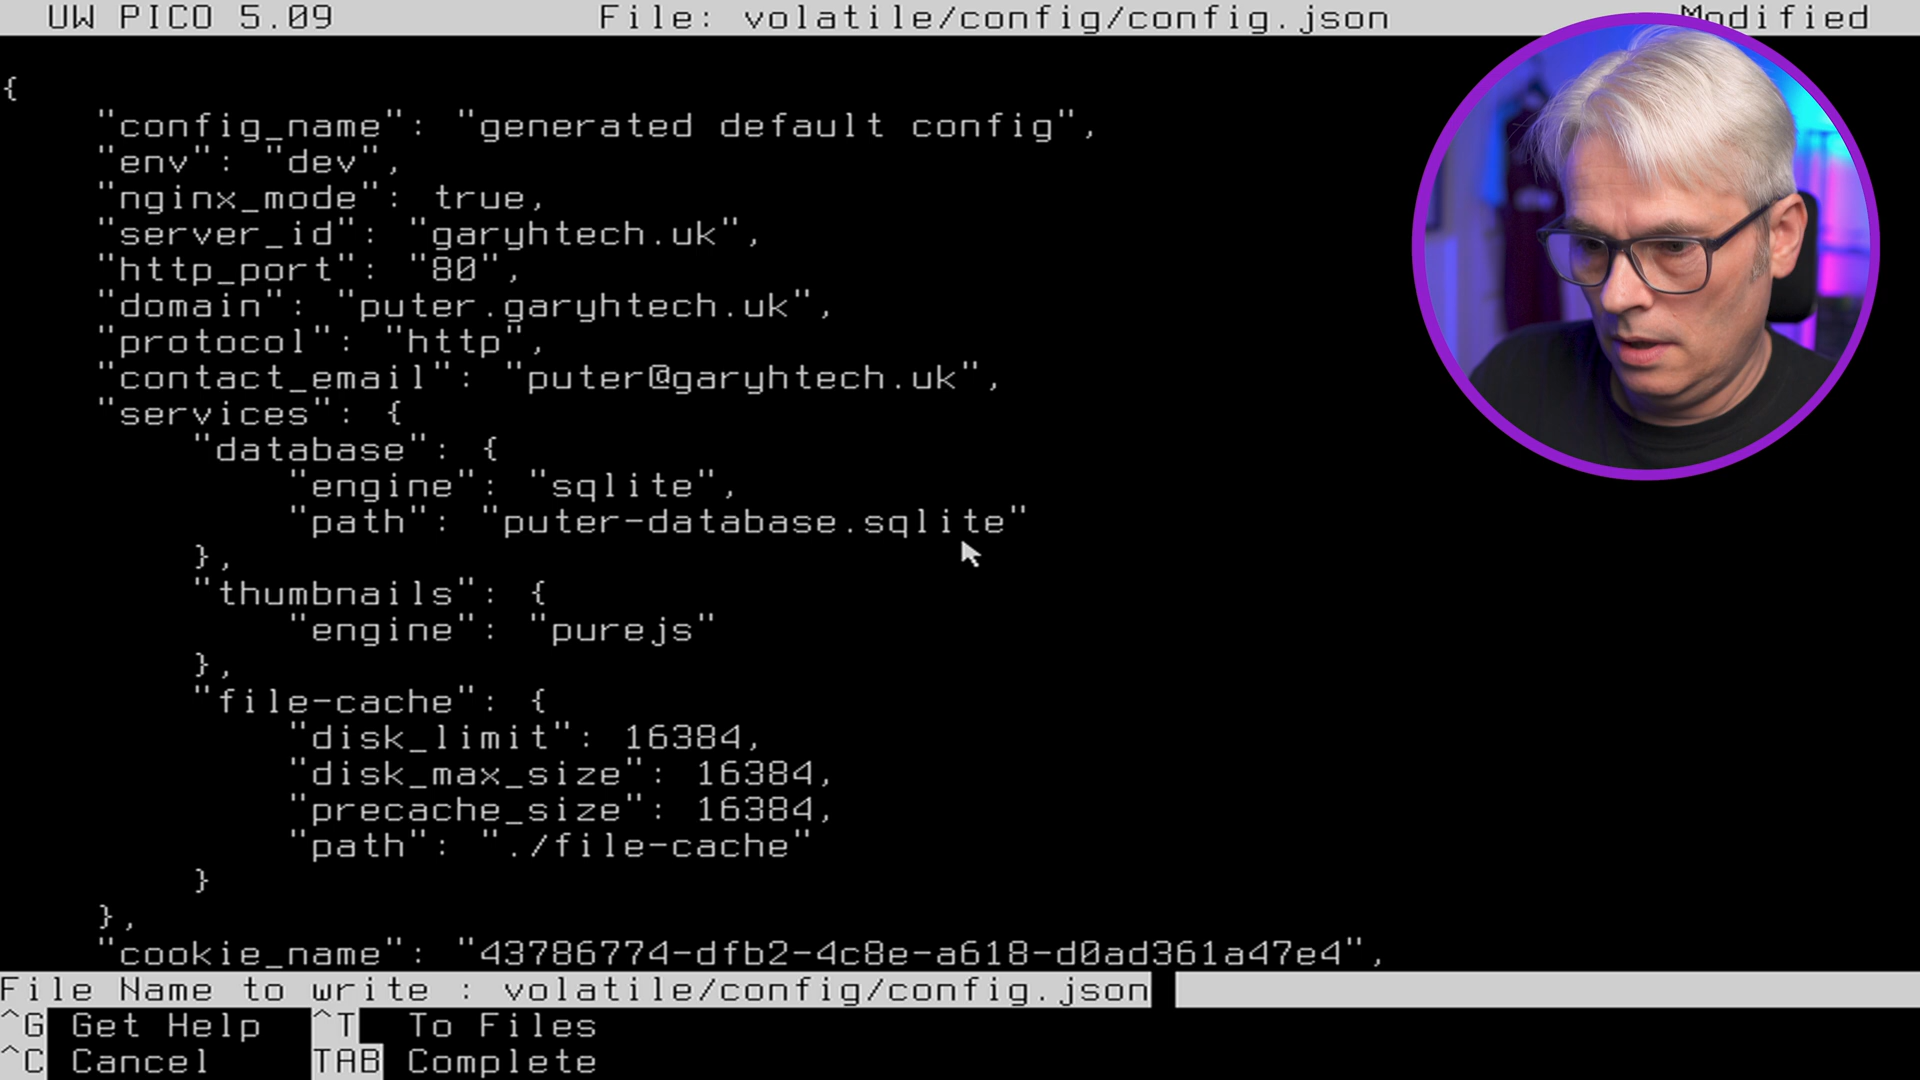 UW PICO 5.09 File: volatile/config/config.json Modified
{
"config_name": "generated default config",
"env": "dev",
"nginx_mode": true,
"server_id": "garyhtech.uk",
"http_port": "80",
"domain": "puter.garyhtech.uk",
"protocol": "http",
"contact_email": "puter@garyhtech.uk",
"services": {
"database": {
"engine": "sqlite",
"path": "puter-database.sqlite"
},
"thumbnails": {
"engine": "purejs"
},
"file-cache": {
"disk_limit": 16384,
"disk_max_size": 16384,
"precache_size": 16384,
"path": "./file-cache"
}
},
"cookie_name": "43786774-dfb2-4c8e-a618-d0ad361a47e4",
File Name to write : volatile/config/config.json
^G Get Help ^T To Files
^C Cancel TAB Complete